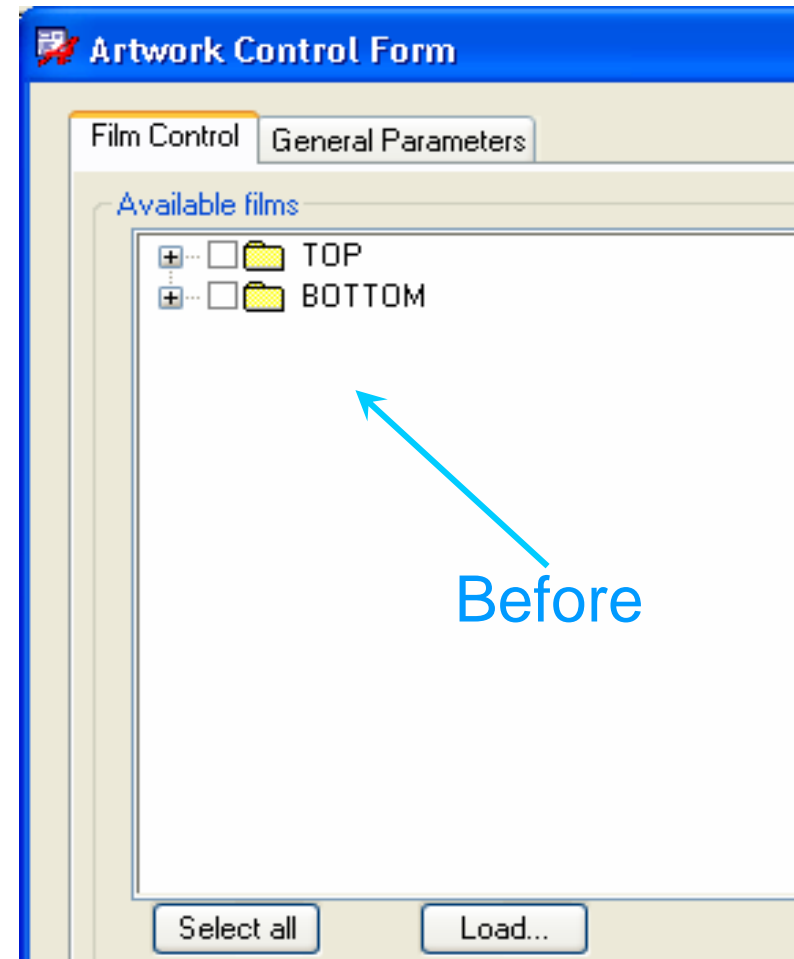 Artwork Control Form
Film Control General Parameters
Available films
TOP
BOTTOM
Before
Select all Load...